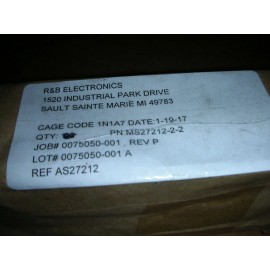 R&B ELECTRONICS
1520 INDUSTRIAL PARK DRIVE
SAULT SAINTE MARIE MI 49783
CAGE CODE 1N1A7 DATE:1-19-17
QTY: PN:MS27212-2-2
JOB# 0075050-001 REV P
LOT# 0075050-001 A
REF AS27212